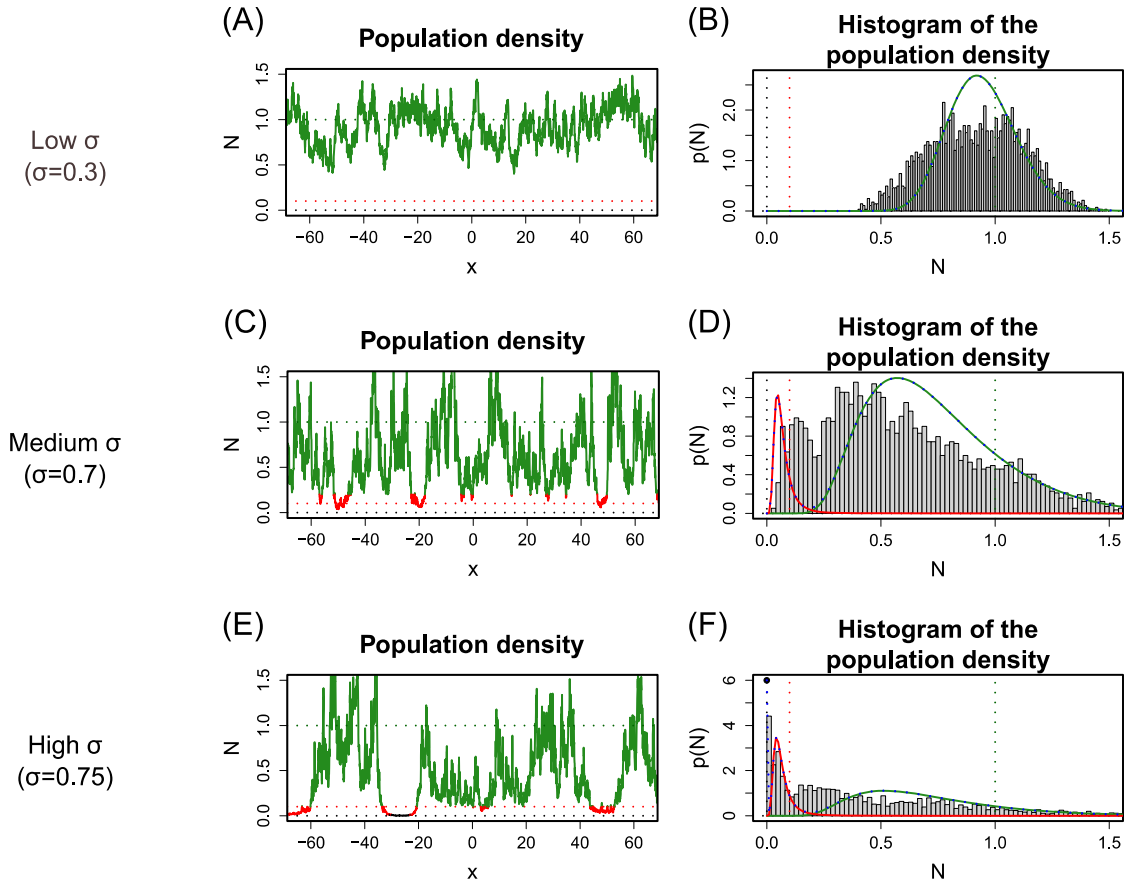 (A)
Population density
N
0.0 0.5 1.0 1.5
−60 −40 −20 0 20 40 60
x
(B)
Histogram of the
population density
p(N)
0.0 1.0 2.0
0.0 0.5 1.0 1.5
N
Low σ
(σ=0.3)
(C)
Population density
N
0.0 0.5 1.0 1.5
−60 −40 −20 0 20 40 60
x
(D)
Histogram of the
population density
p(N)
0.0 0.4 0.8 1.2
0.0 0.5 1.0 1.5
N
Medium σ
(σ=0.7)
(E)
Population density
N
0.0 0.5 1.0 1.5
−60 −40 −20 0 20 40 60
x
(F)
Histogram of the
population density
p(N)
0 2 4 6
0.0 0.5 1.0 1.5
N
High σ
(σ=0.75)